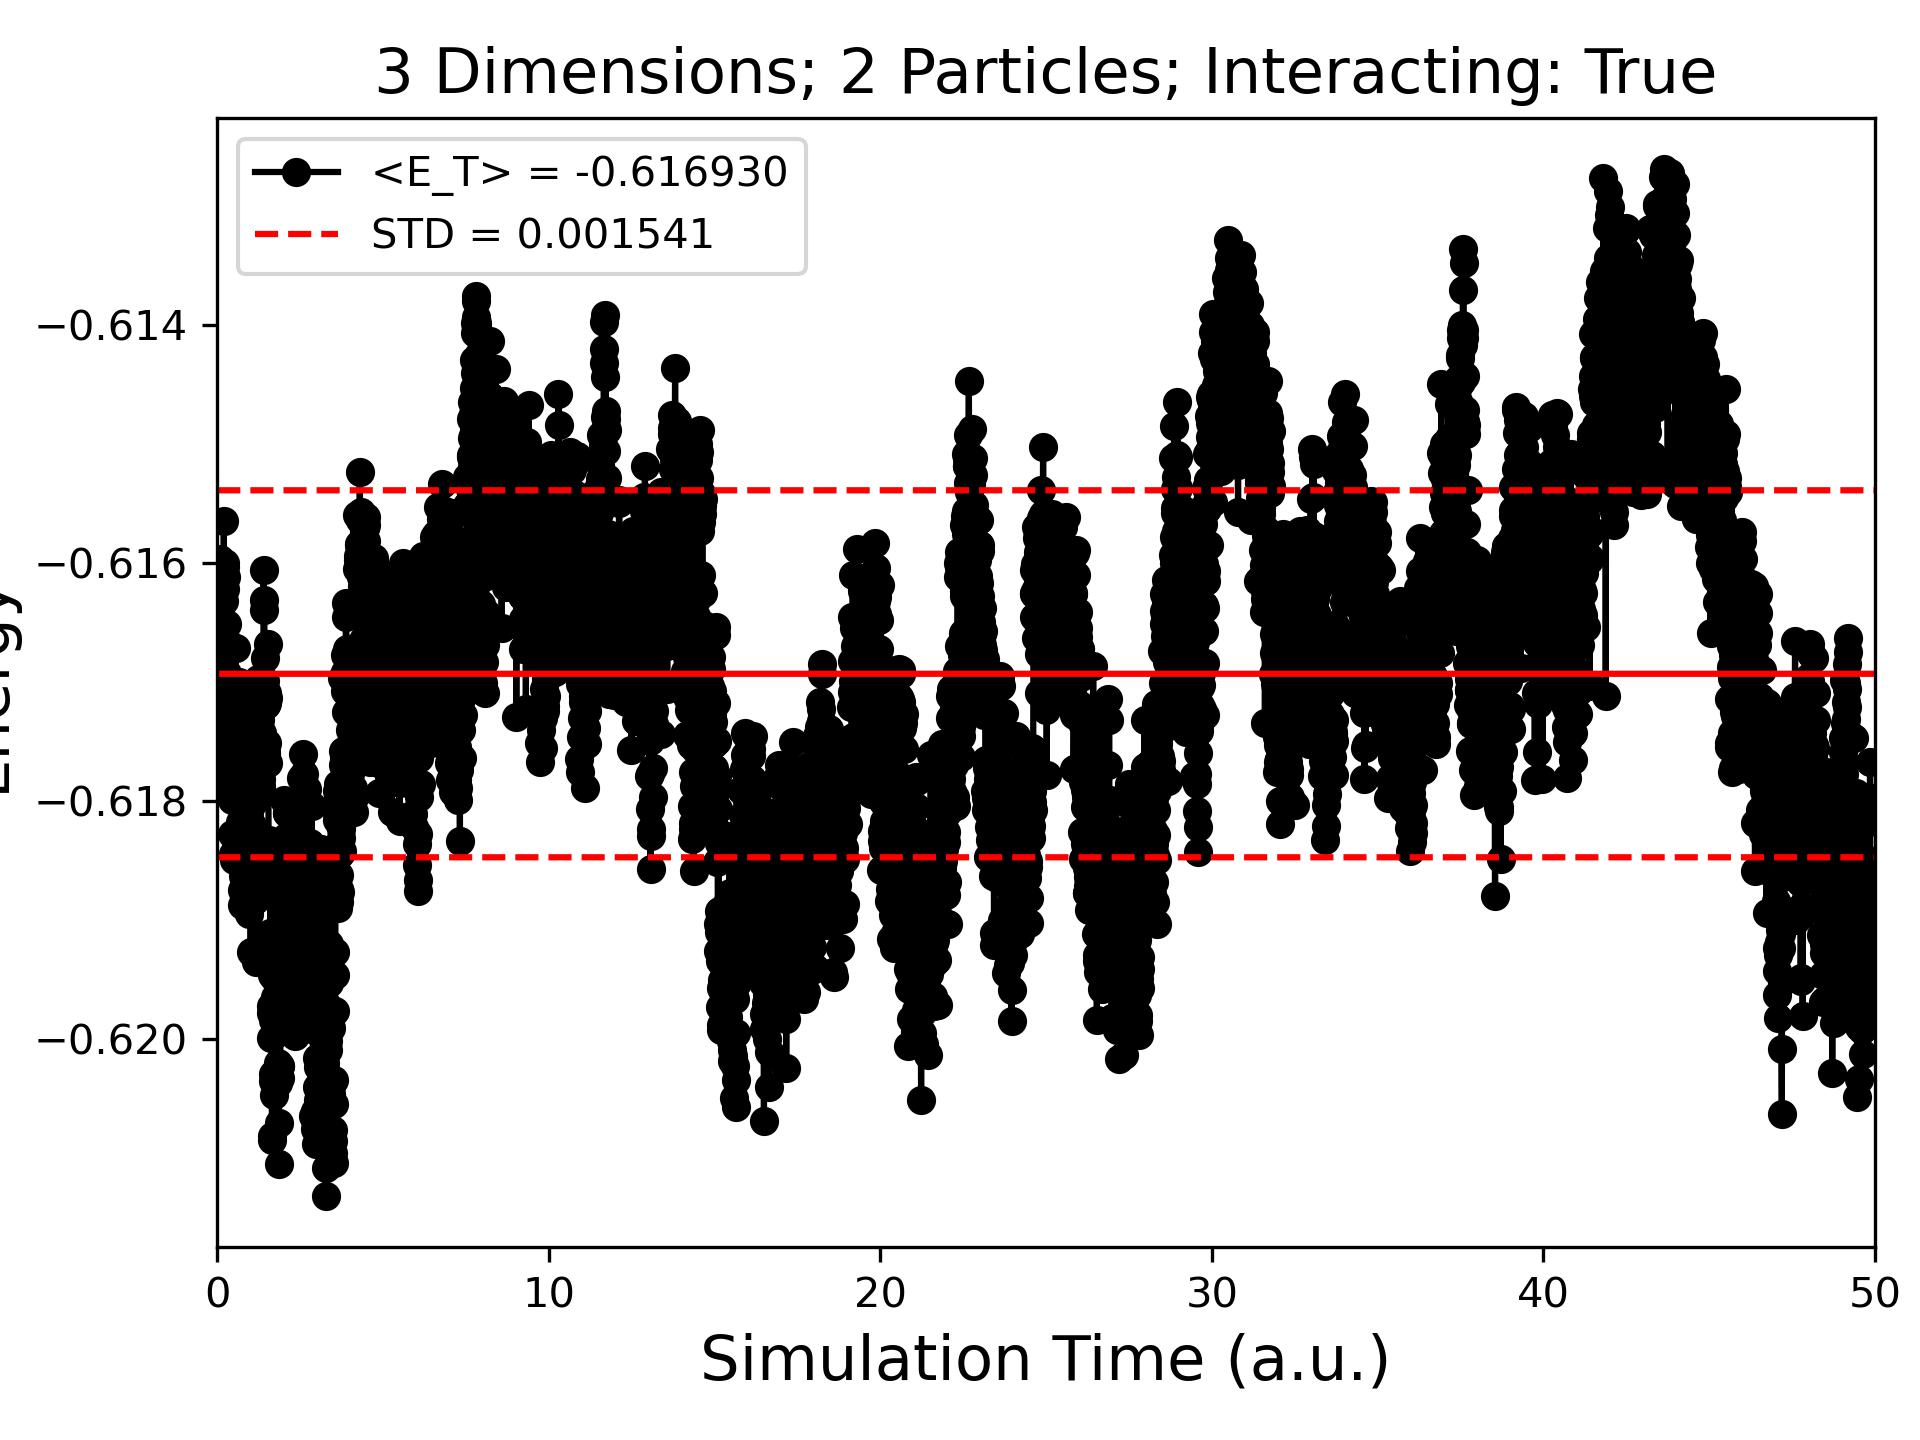 3 Dimensions; 2 Particles; Interacting: True
<E_T> = -0.616930
STD = 0.001541
−0.614
−0.616
−0.618
−0.620
Energy
0 10 20 30 40 50
Simulation Time (a.u.)